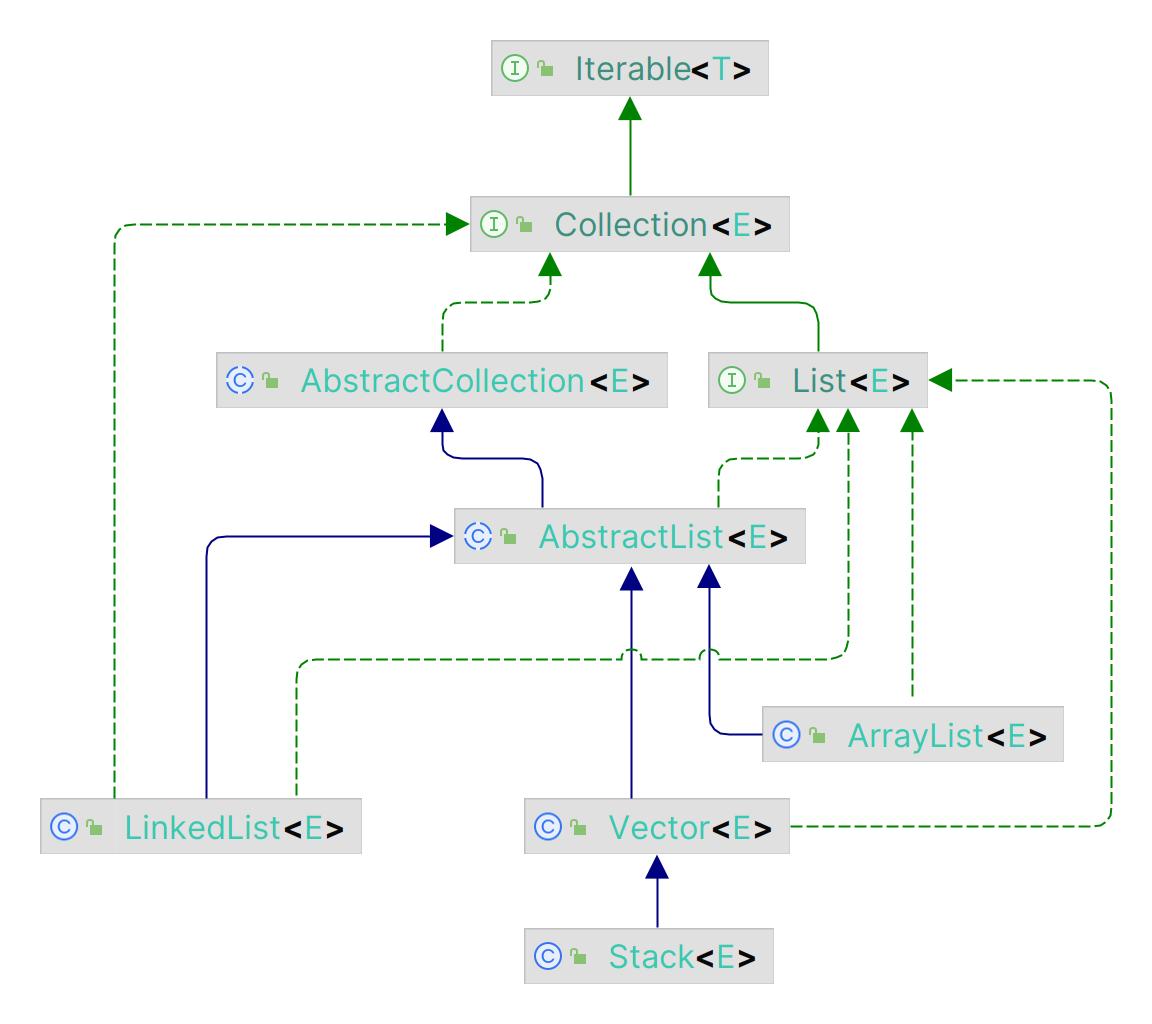 I Iterable<T>
I Collection<E>
C AbstractCollection<E>
I List<E>
C AbstractList<E>
C ArrayList<E>
C LinkedList<E>
C Vector<E>
C Stack<E>